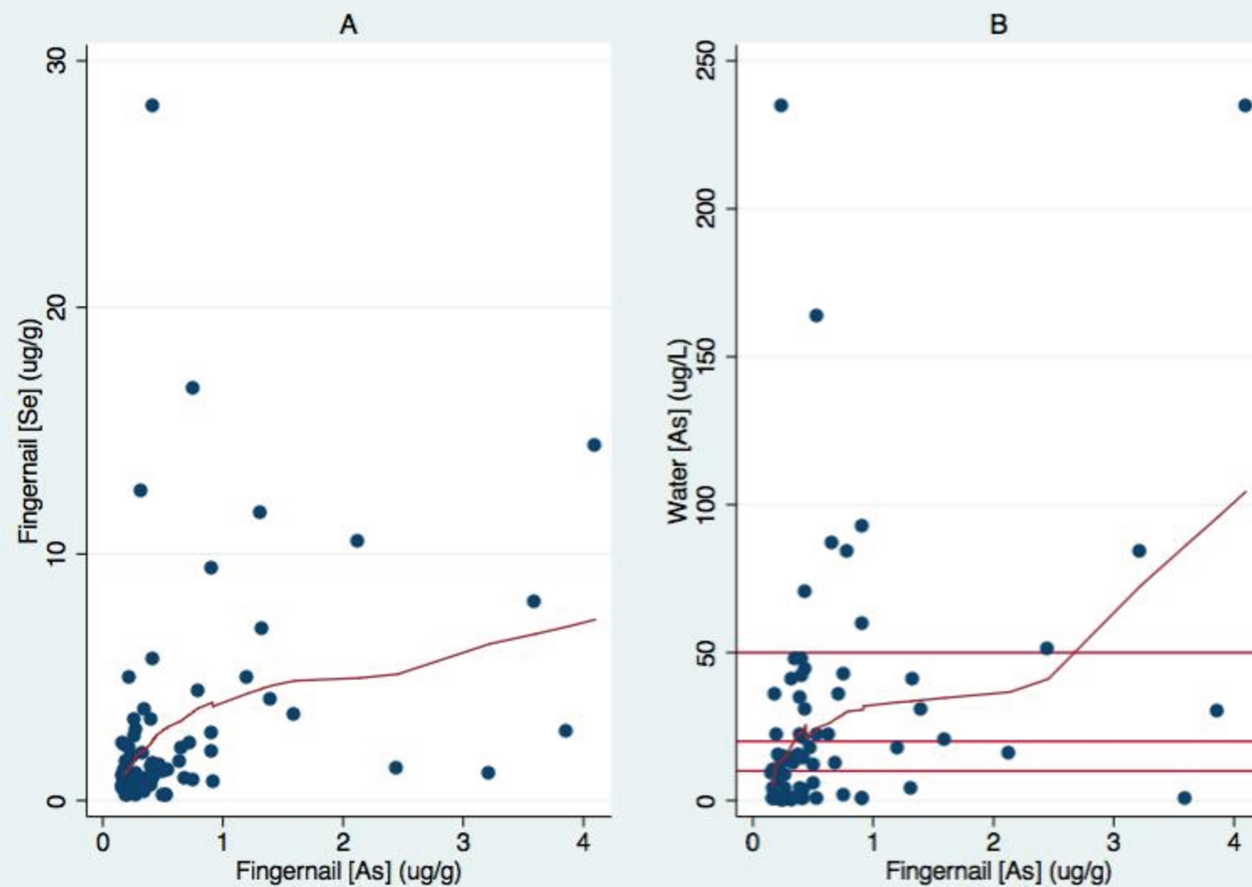 A
Fingernail [Se] (ug/g)
30
20
10
0
0 1 2 3 4
Fingernail [As] (ug/g)
B
Water [As] (ug/L)
250
200
150
100
50
0
0 1 2 3 4
Fingernail [As] (ug/g)